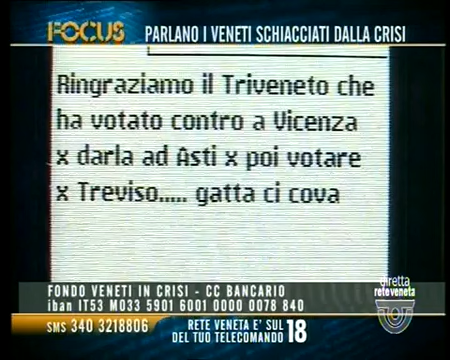 FOCUS PARLANO I VENETI SCHIACCIATI DALLA CRISI
Ringraziamo il Triveneto che
ha votato contro a Vicenza
x darla ad Asti x poi votare
x Treviso..... gatta ci cova
diretta
reteveneta
FONDO VENETI IN CRISI - CC BANCARIO
iban IT53 M033 5901 6001 0000 0078 840
SMS 340 3218806
RETE VENETA E' SUL
DEL TUO TELECOMANDO 18